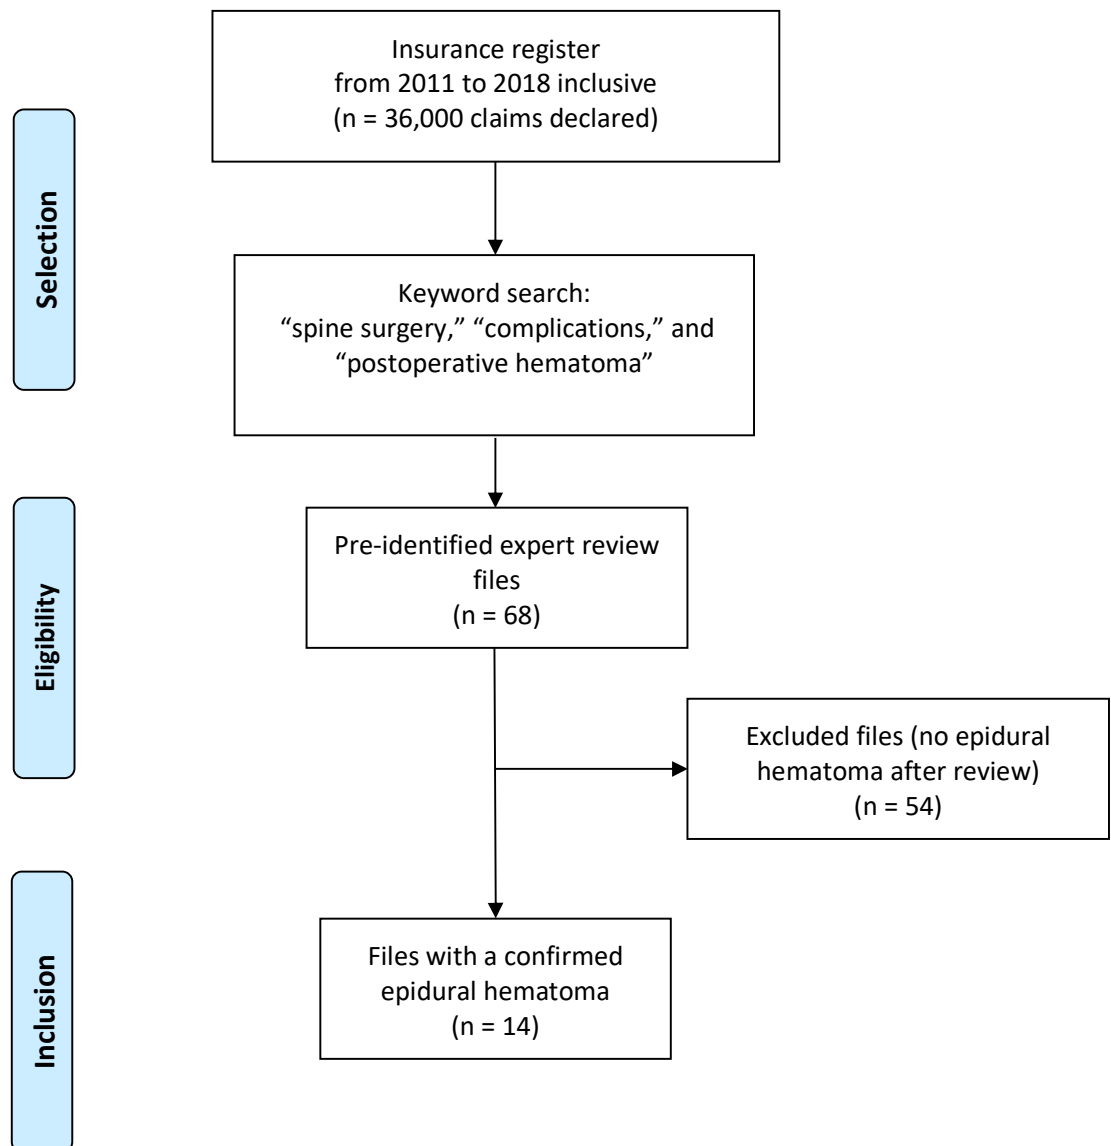 Insurance register
from 2011 to 2018 inclusive
(n = 36,000 claims declared)
Selection
Keyword search:
“spine surgery,” “complications,” and
“postoperative hematoma”
Eligibility
Pre-identified expert review
files
(n = 68)
Excluded files (no epidural
hematoma after review)
(n = 54)
Inclusion
Files with a confirmed
epidural hematoma
(n = 14)